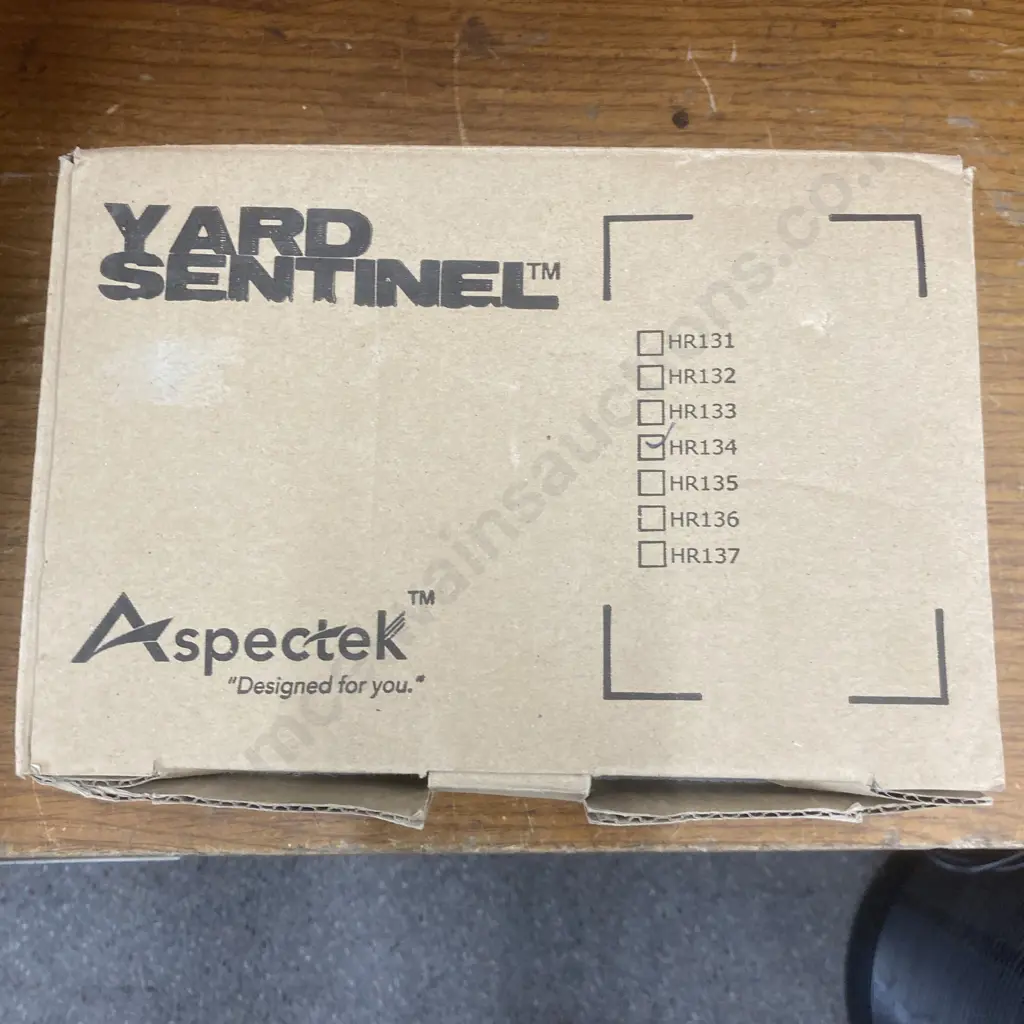 YARD
SENTINEL™
HR131
HR132
HR133
HR134
HR135
HR136
HR137
Aspectek™
"Designed for you."